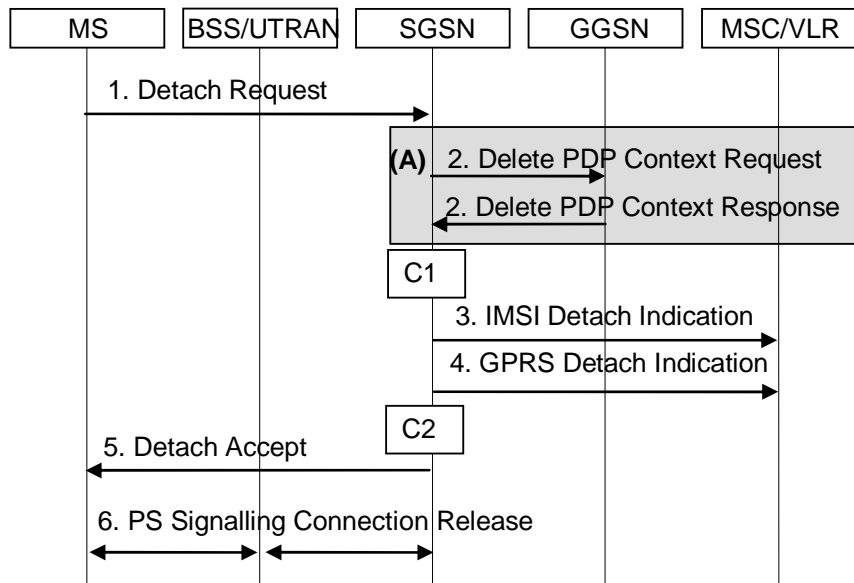 MS BSS/UTRAN SGSN GGSN MSC/VLR
1. Detach Request
(A) 2. Delete PDP Context Request
2. Delete PDP Context Response
C1
3. IMSI Detach Indication
4. GPRS Detach Indication
C2
5. Detach Accept
6. PS Signalling Connection Release